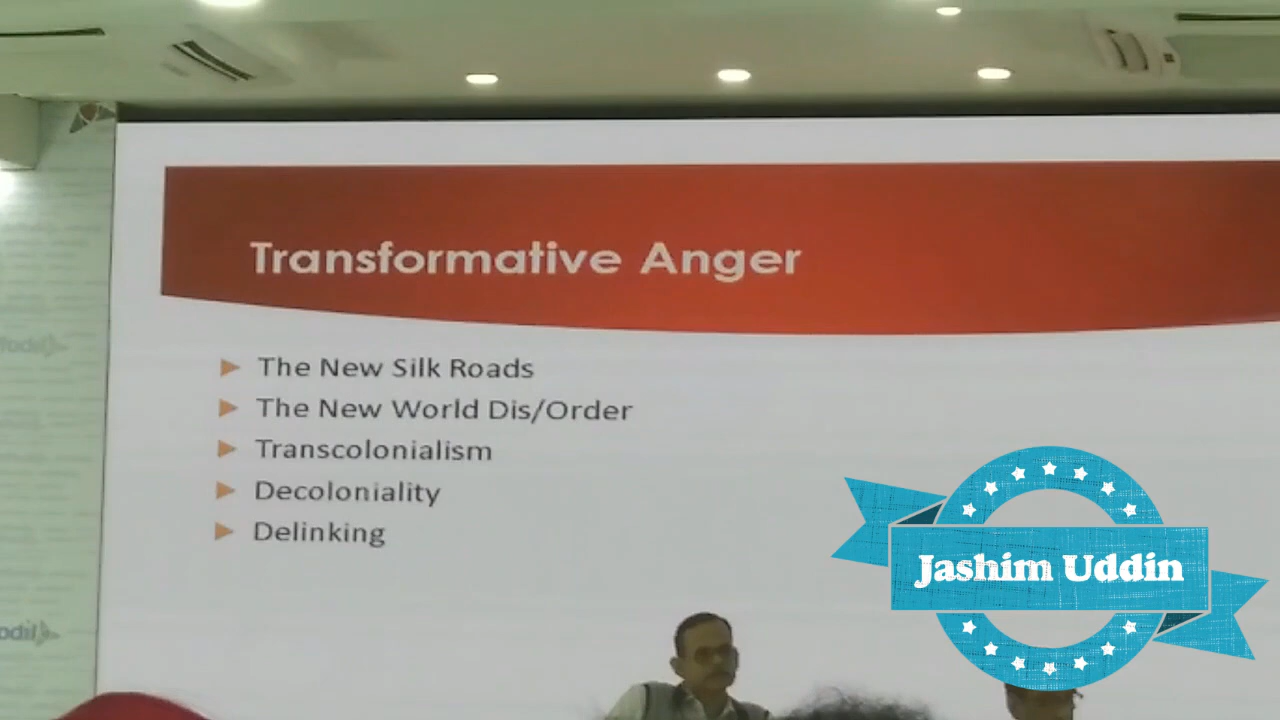 Transformative Anger
The New Silk Roads
The New World Dis/Order
Transcolonialism
Decoloniality
Delinking
Jashim Uddin